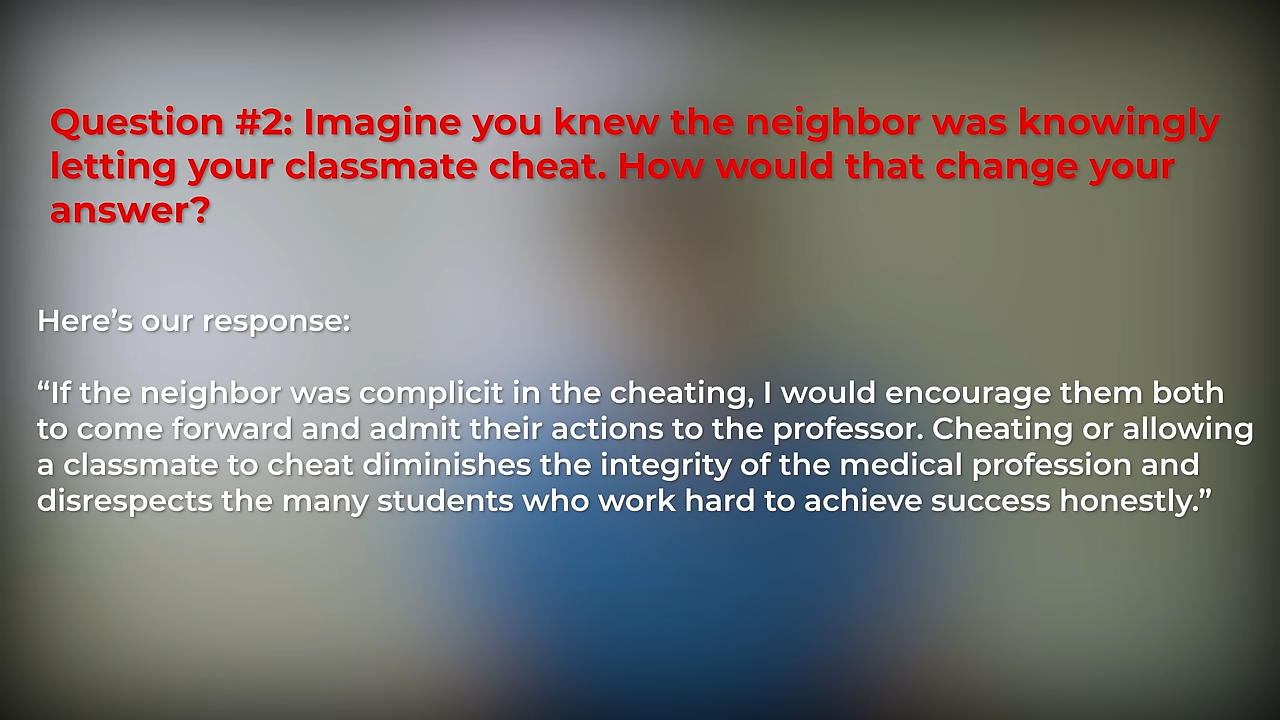 Question #2: Imagine you knew the neighbor was knowingly
letting your classmate cheat. How would that change your
answer?
Here’s our response:
“If the neighbor was complicit in the cheating, I would encourage them both
to come forward and admit their actions to the professor. Cheating or allowing
a classmate to cheat diminishes the integrity of the medical profession and
disrespects the many students who work hard to achieve success honestly.”